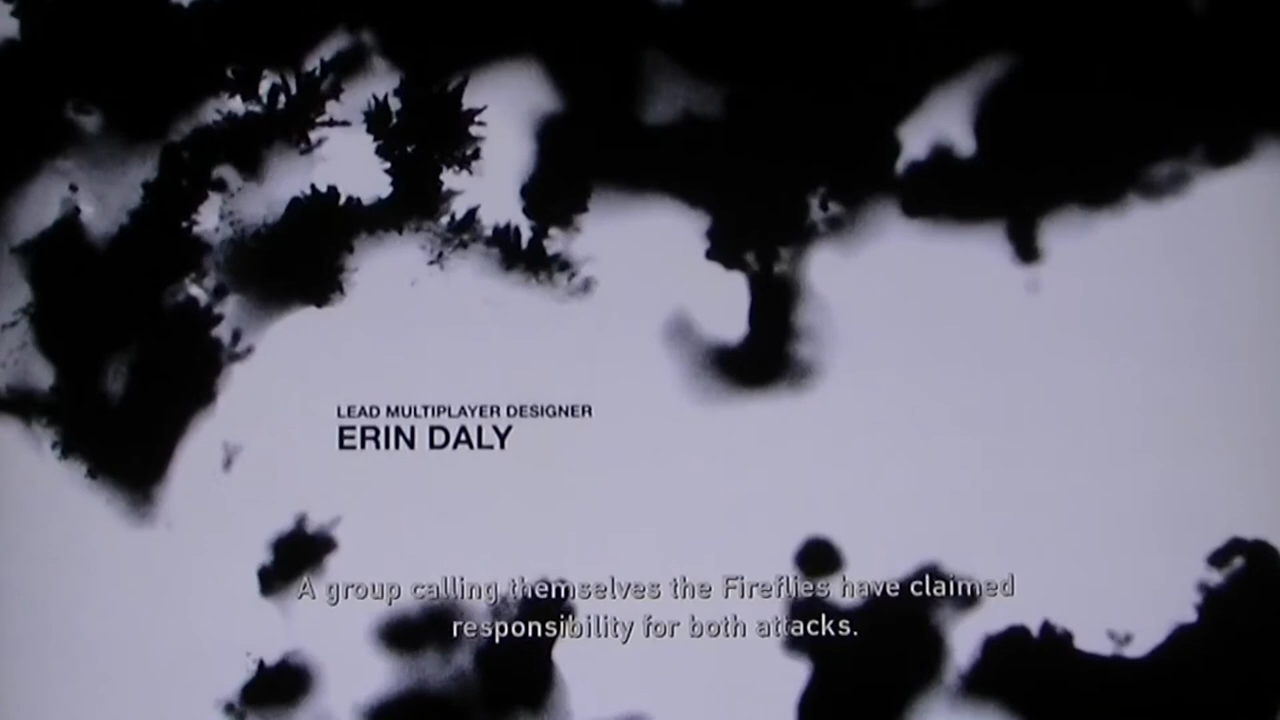 LEAD MULTIPLAYER DESIGNER
ERIN DALY
A group calling themselves the Fireflies have claimed
responsibility for both attacks.